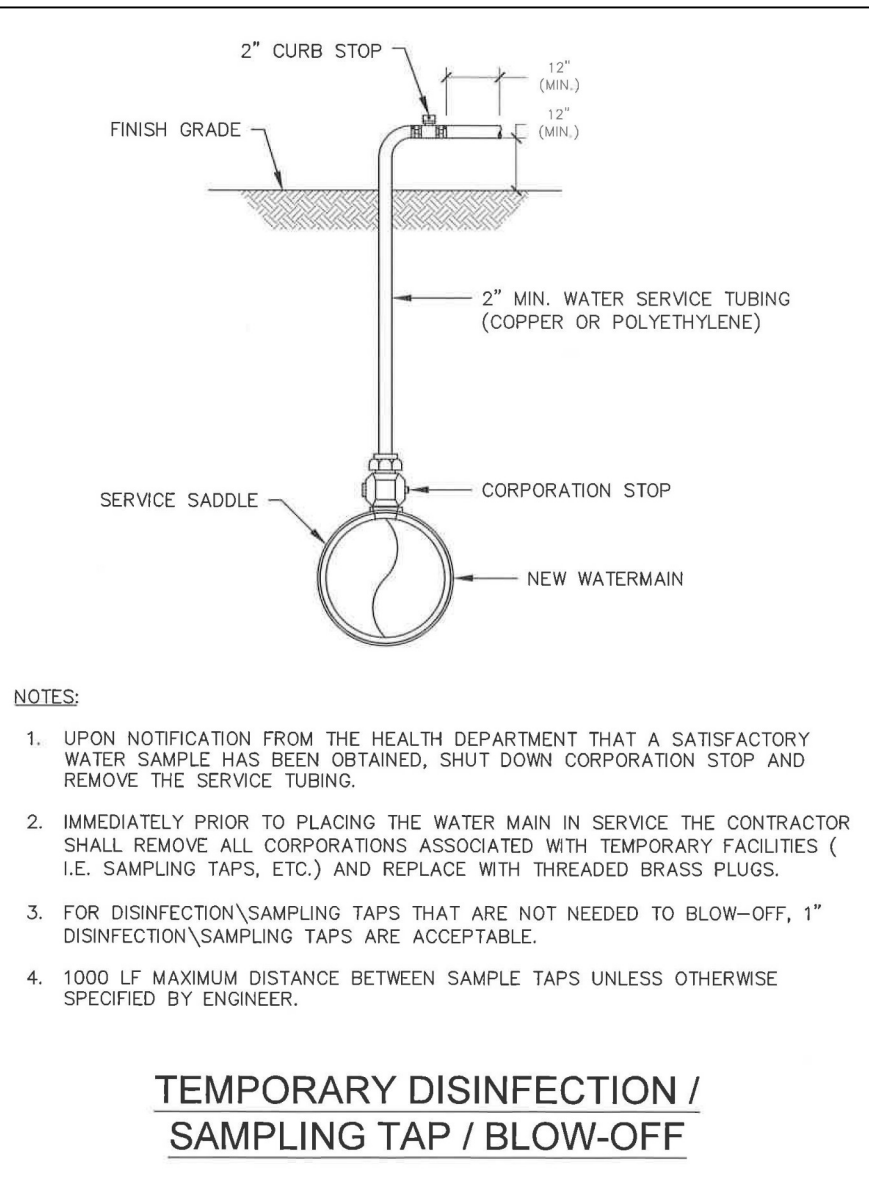 2" CURB STOP
12"
(MIN.)
12"
(MIN.)
FINISH GRADE
2" MIN. WATER SERVICE TUBING
(COPPER OR POLYETHYLENE)
CORPORATION STOP
SERVICE SADDLE
NEW WATERMAIN
NOTES:
1. UPON NOTIFICATION FROM THE HEALTH DEPARTMENT THAT A SATISFACTORY
WATER SAMPLE HAS BEEN OBTAINED, SHUT DOWN CORPORATION STOP AND
REMOVE THE SERVICE TUBING.
2. IMMEDIATELY PRIOR TO PLACING THE WATER MAIN IN SERVICE THE CONTRACTOR
SHALL REMOVE ALL CORPORATIONS ASSOCIATED WITH TEMPORARY FACILITIES (
I.E. SAMPLING TAPS, ETC.) AND REPLACE WITH THREADED BRASS PLUGS.
3. FOR DISINFECTION\SAMPLING TAPS THAT ARE NOT NEEDED TO BLOW-OFF, 1"
DISINFECTION\SAMPLING TAPS ARE ACCEPTABLE.
4. 1000 LF MAXIMUM DISTANCE BETWEEN SAMPLE TAPS UNLESS OTHERWISE
SPECIFIED BY ENGINEER.
TEMPORARY DISINFECTION /
SAMPLING TAP / BLOW-OFF